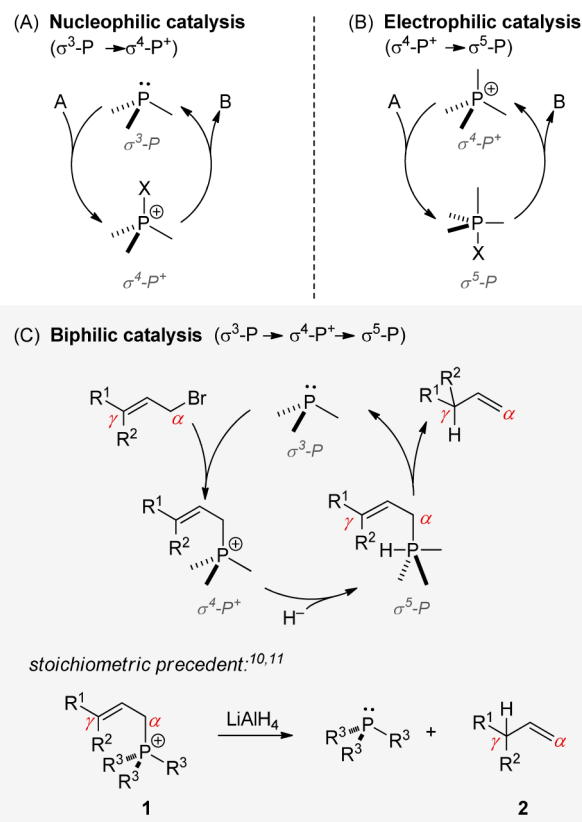 (A) Nucleophilic catalysis
(σ³-P → σ⁴-P⁺)
A
P
B
σ³-P
X
P⊕
σ⁴-P⁺
(B) Electrophilic catalysis
(σ⁴-P⁺ → σ⁵-P)
A
P⊕
B
σ⁴-P⁺
P
X
σ⁵-P
(C) Biphilic catalysis (σ³-P → σ⁴-P⁺ → σ⁵-P)
R¹
Br
γ
α
R²
P
σ³-P
R²
R¹
γ
α
H
R¹
γ
R²
P⊕
σ⁴-P⁺
H⁻
R¹
γ
α
R²
H P
σ⁵-P
stoichiometric precedent:¹⁰,¹¹
R¹
γ
α
R²
P⊕
R³
R³
R³
1
LiAlH₄
P
R³
R³
R³
+
R¹ H
γ
α
R²
2